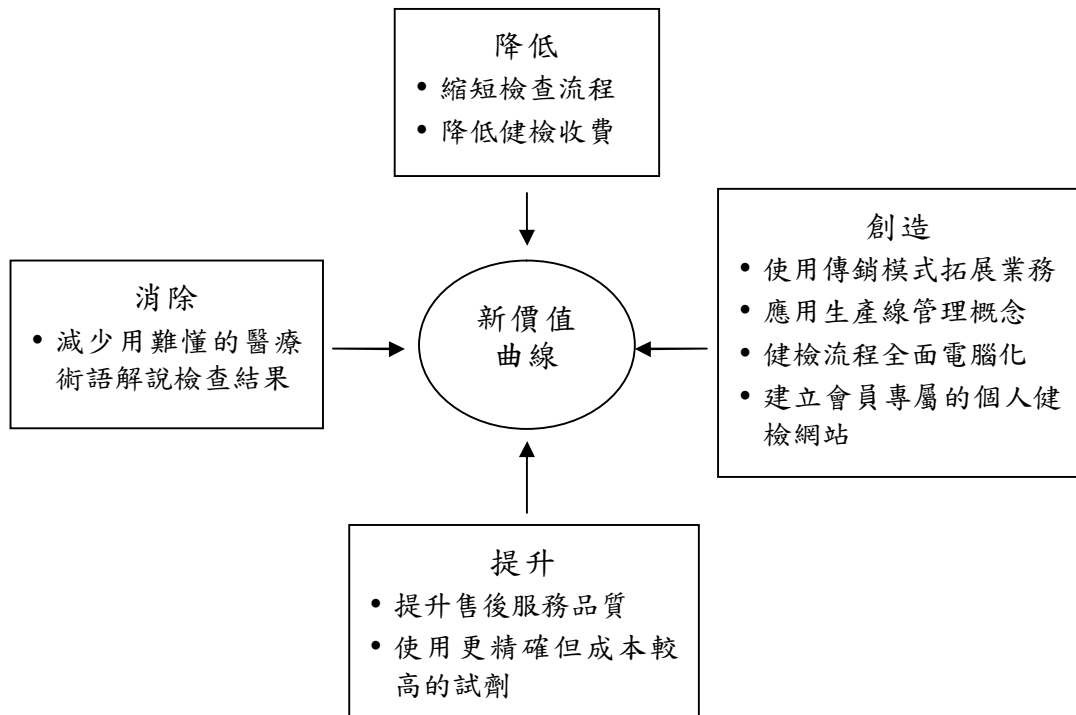 降低
• 縮短檢查流程
• 降低健檢收費
創造
• 使用傳銷模式拓展業務
• 應用生產線管理概念
• 健檢流程全面電腦化
• 建立會員專屬的個人健
檢網站
消除
• 減少用難懂的醫療
術語解說檢查結果
新價值
曲線
提升
• 提升售後服務品質
• 使用更精確但成本較
高的試劑